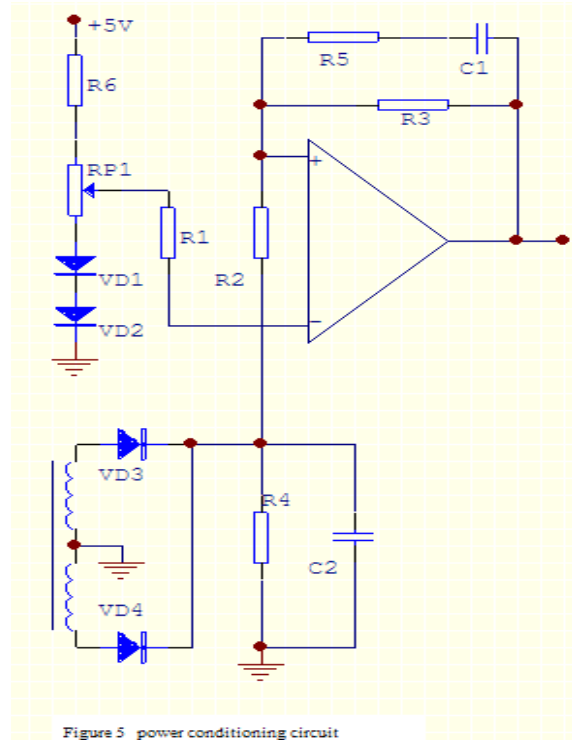 +5V
R6
R5
C1
R3
RP1
+
R1
R2
VD1
VD2
−
VD3
R4
C2
VD4
Figure 5 power conditioning circuit